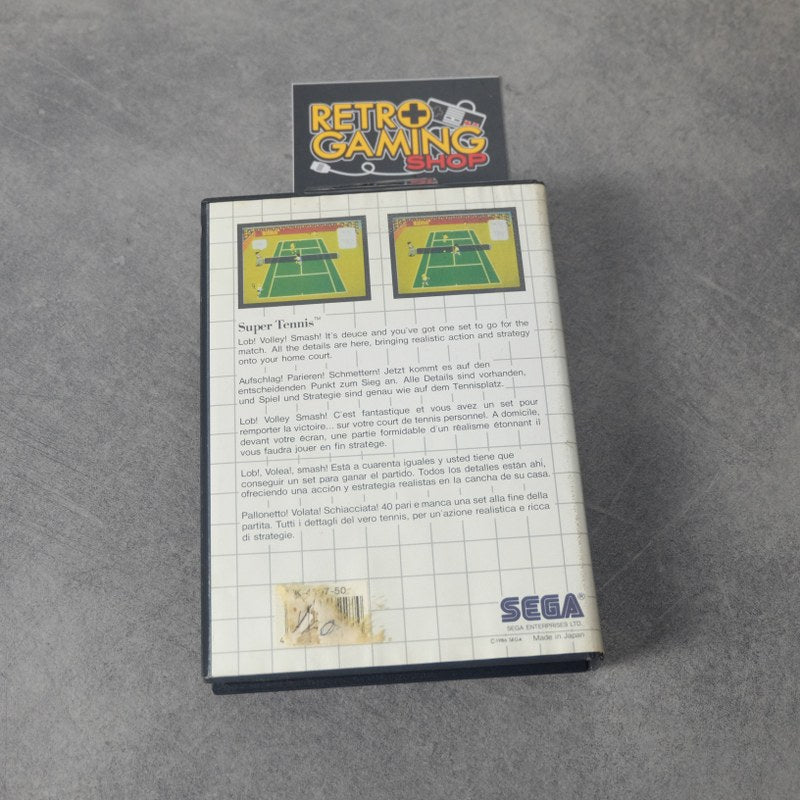 RETRO
GAMING
SHOP
Super Tennis™
Lob! Volley! Smash! It's deuce and you've got one set to go for the
match. All the details are here, bringing realistic action and strategy
onto your home court.
Aufschlag! Parieren! Schmettern! Jetzt kommt es auf den
entscheidenden Punkt zum Sieg an. Alle Details sind vorhanden,
und Spiel und Strategie sind genau wie auf dem Tennisplatz.
Lob! Volley Smash! C'est fantastique et vous avez un set pour
remporter la victoire... sur votre court de tennis personnel. A domicile,
devant votre écran, une partie formidable d'un réalisme étonnant il
vous faudra jouer en fin stratège.
Lob!, Volea!, smash! Está a cuarenta iguales y usted tiene que
conseguir un set para ganar el partido. Todos los detalles están ahí,
ofreciendo una acción y estrategia realistas en la cancha de su casa.
Pallonetto! Volata! Schiacciata! 40 pari e manca una set alla fine della
partita. Tutti i dettagli del vero tennis, per un'azione realistica e ricca
di strategie.
SEGA®
SEGA ENTERPRISES LTD.
©1986 SEGA Made in Japan